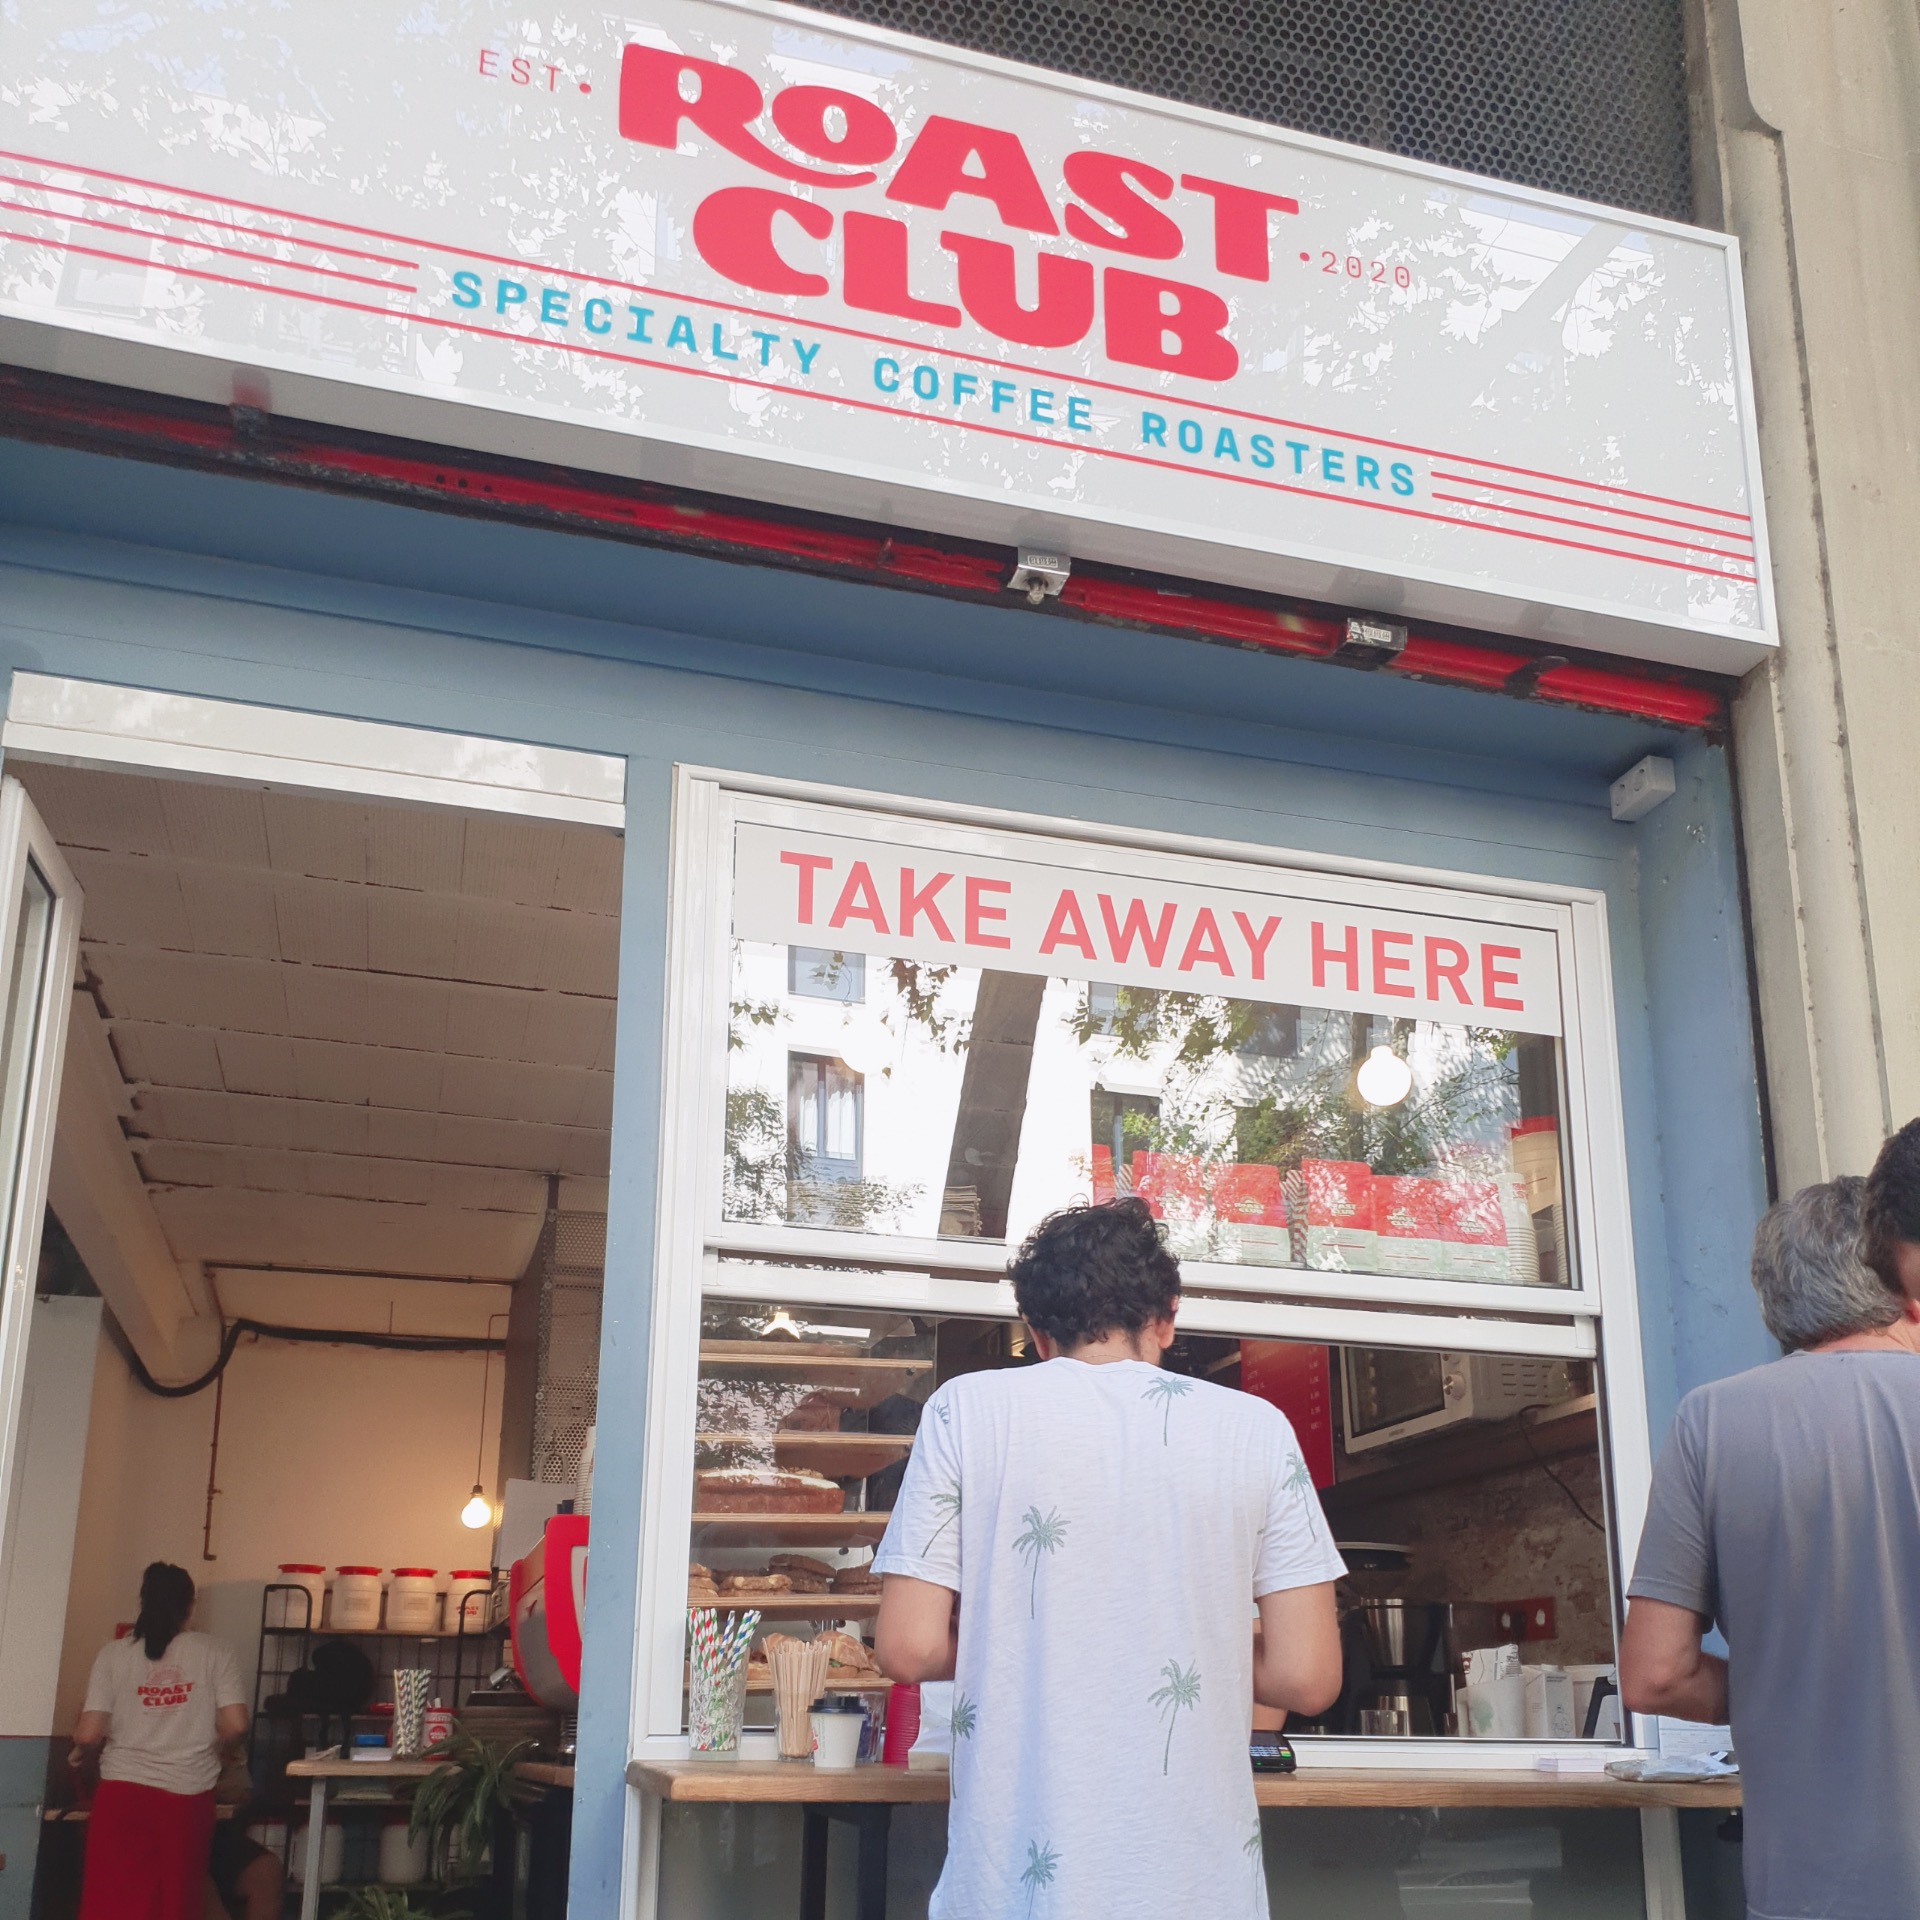 EST. ROAST
CLUB .2020
SPECIALTY COFFEE ROASTERS
TAKE AWAY HERE
ROAST
CLUB